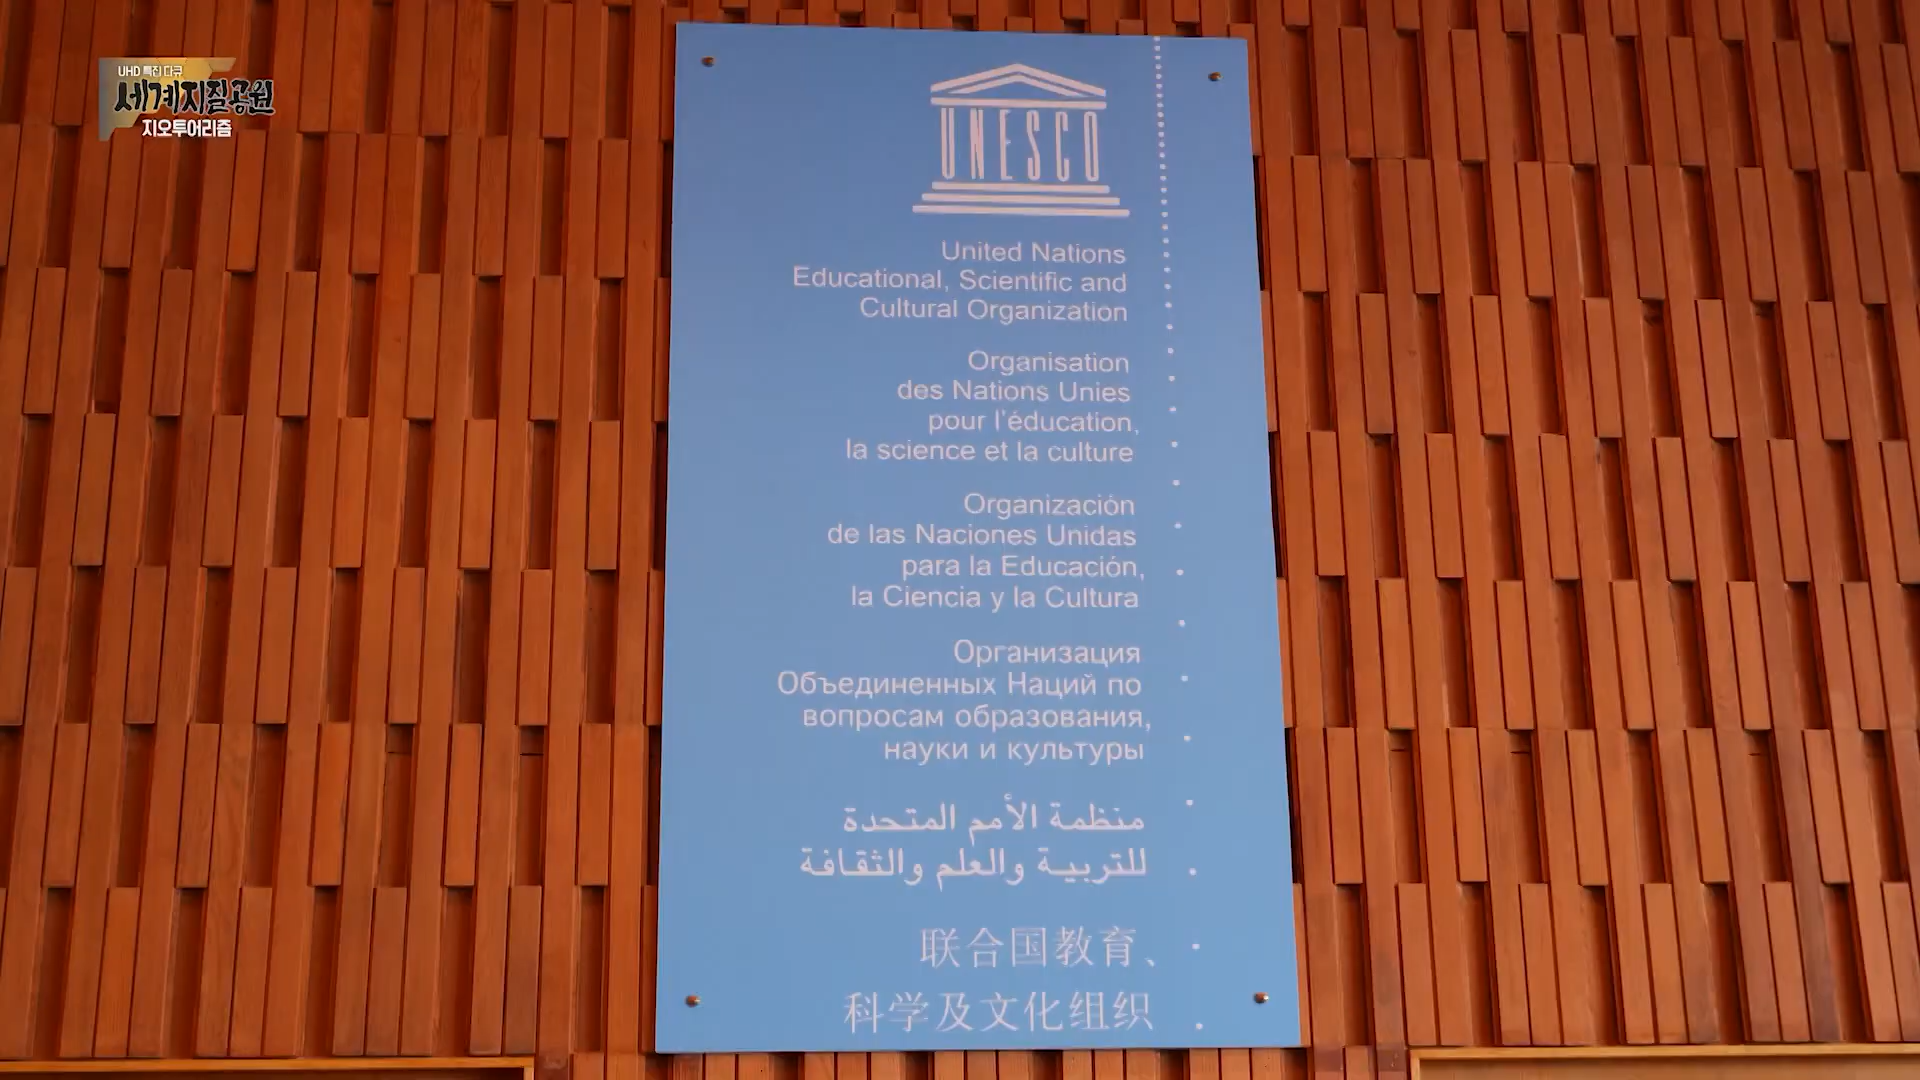 UHD 특집 다큐
세계지질공원
지오투어리즘
UNESCO
United Nations
Educational, Scientific and
Cultural Organization
Organisation
des Nations Unies
pour l'éducation,
la science et la culture
Organización
de las Naciones Unidas
para la Educación,
la Ciencia y la Cultura
Организация
Объединенных Наций по
вопросам образования,
науки и культуры
منظمة الأمم المتحدة
للتربية والعلم والثقافة
联合国教育、
科学及文化组织